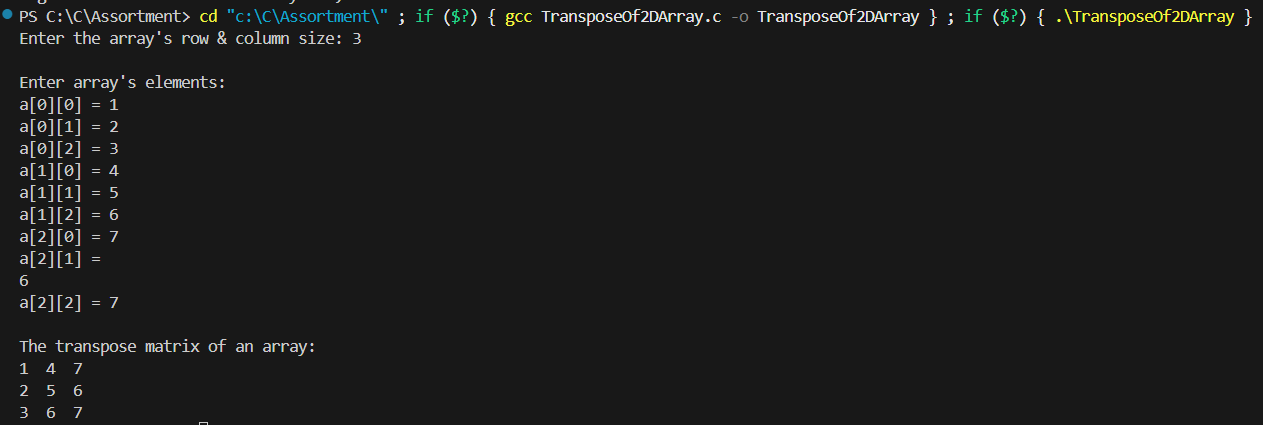 PS C:\C\Assortment> cd "c:\C\Assortment\" ; if ($?) { gcc TransposeOf2DArray.c -o TransposeOf2DArray } ; if ($?) { .\TransposeOf2DArray }
Enter the array's row & column size: 3
Enter array's elements:
a[0][0] = 1
a[0][1] = 2
a[0][2] = 3
a[1][0] = 4
a[1][1] = 5
a[1][2] = 6
a[2][0] = 7
a[2][1] =
6
a[2][2] = 7
The transpose matrix of an array:
1 4 7
2 5 6
3 6 7